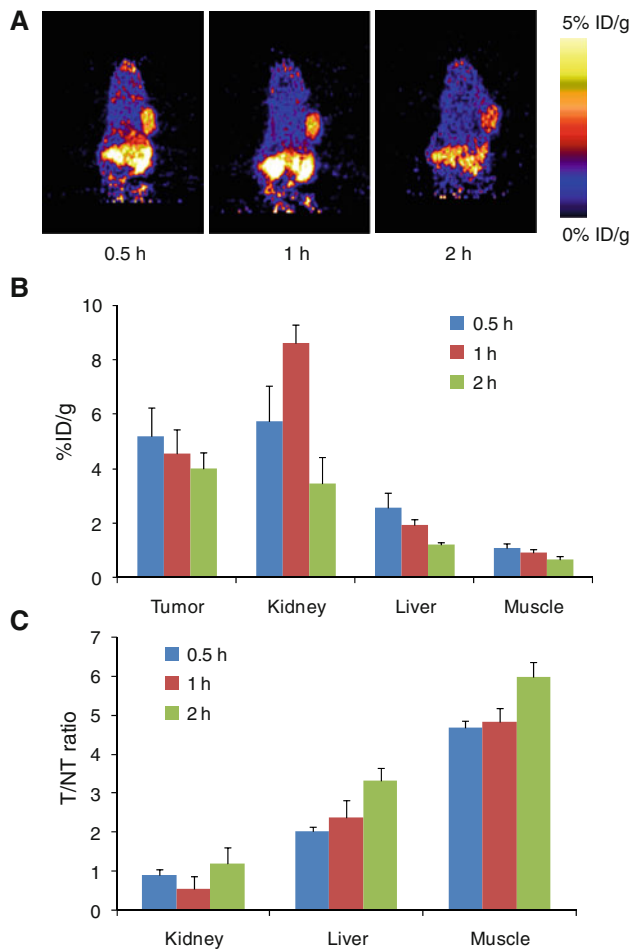 A
5% ID/g
0% ID/g
0.5 h
1 h
2 h
B
10
8
6
4
2
0
%ID/g
0.5 h
1 h
2 h
Tumor
Kidney
Liver
Muscle
C
7
6
5
4
3
2
1
0
T/NT ratio
0.5 h
1 h
2 h
Kidney
Liver
Muscle